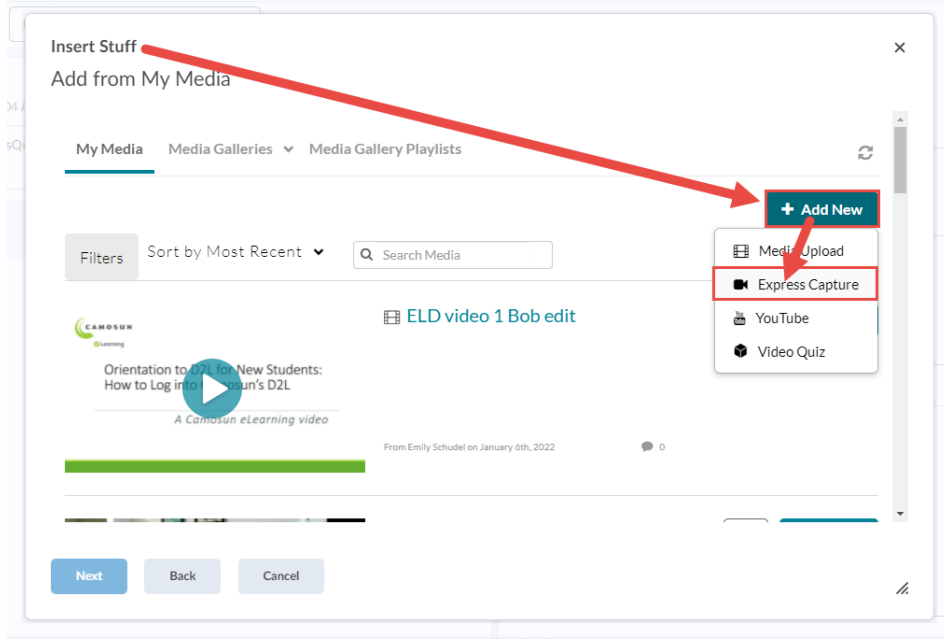 Insert Stuff
×
Add from My Media
My Media Media Galleries Media Gallery Playlists
+ Add New
Filters Sort by Most Recent Search Media
Media Upload
Express Capture
YouTube
Video Quiz
ELD video 1 Bob edit
CAMOSUN
eLearning
Orientation to D2L for New Students:
How to Log into Camosun's D2L
A Camosun eLearning video
From Emily Schudel on January 6th, 2022 0
Next Back Cancel